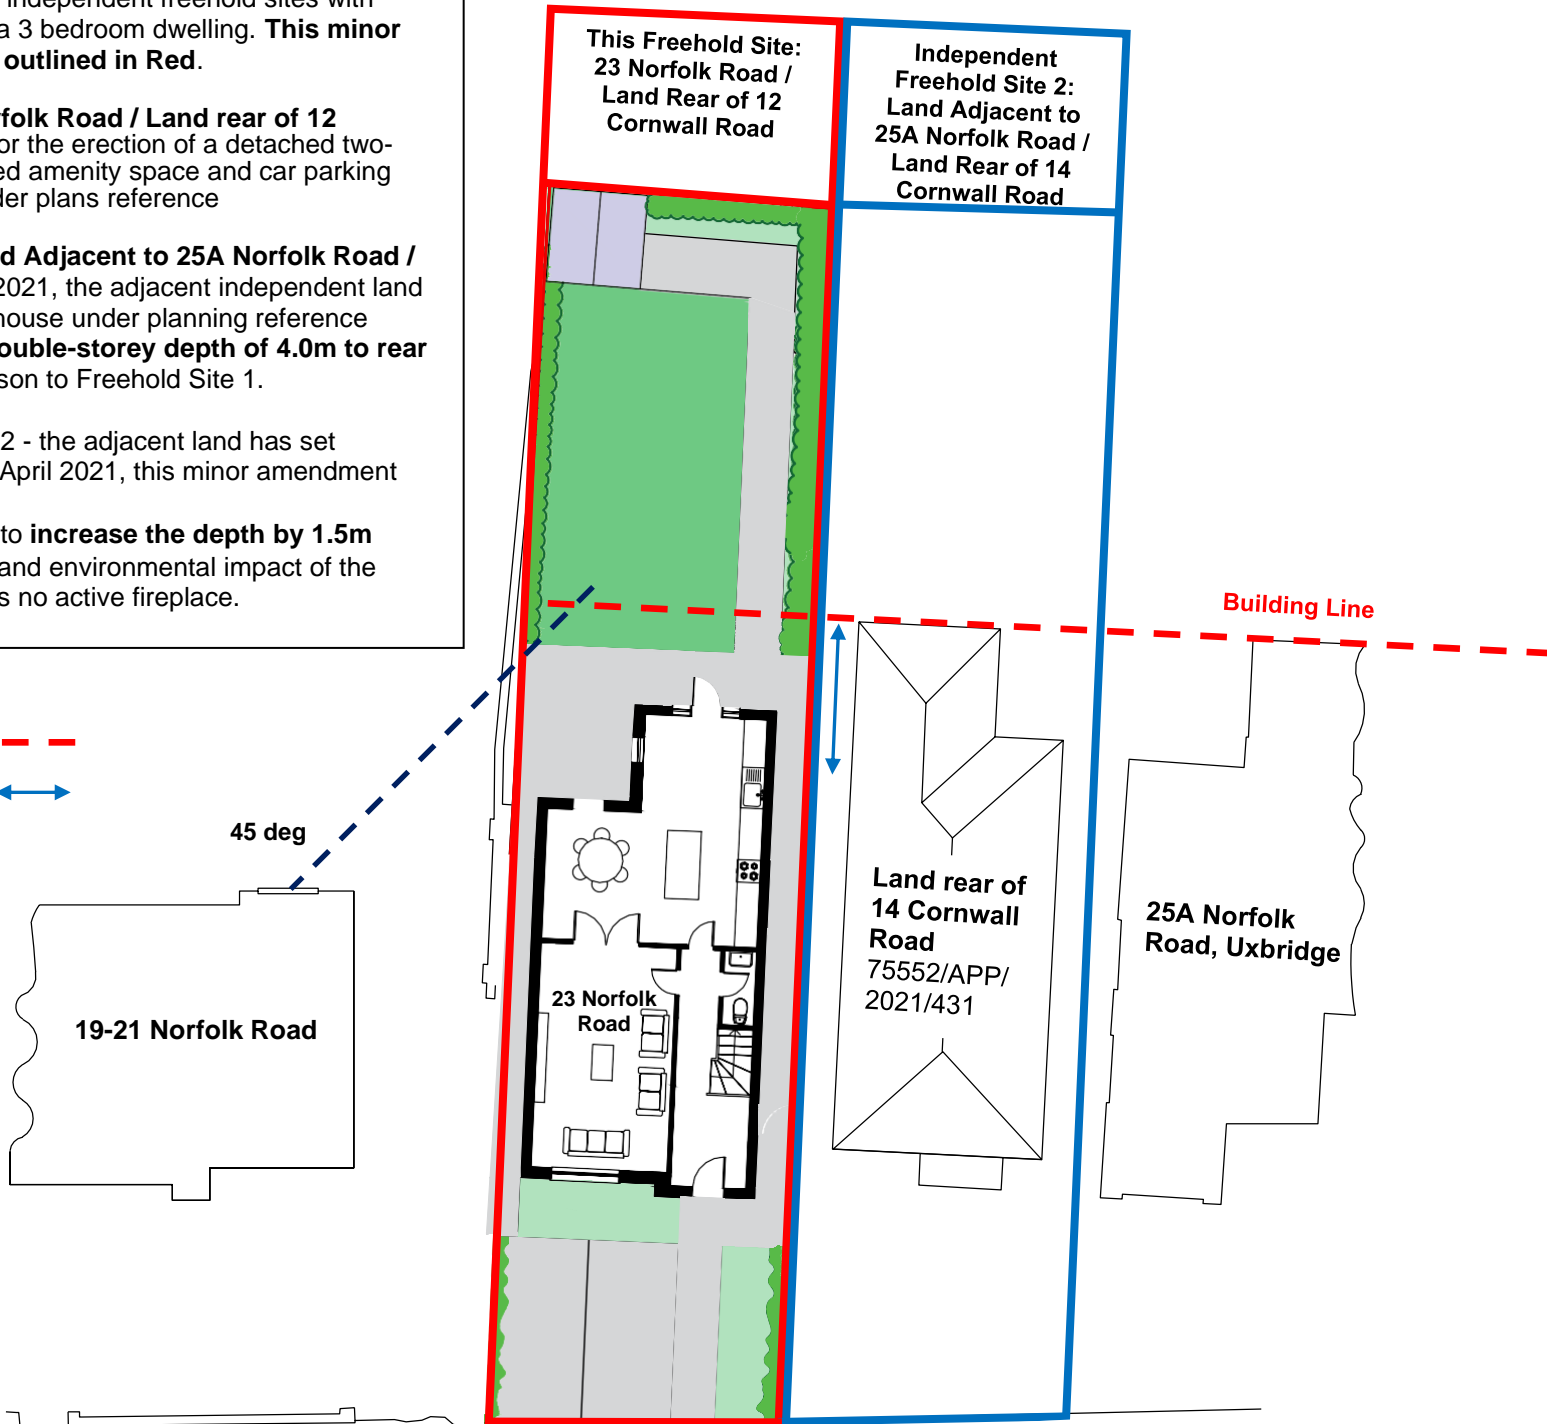 independent freehold sites with
a 3 bedroom dwelling. This minor
outlined in Red.
folk Road / Land rear of 12
or the erection of a detached two-
ed amenity space and car parking
der plans reference
d Adjacent to 25A Norfolk Road /
2021, the adjacent independent land
house under planning reference
ouble-storey depth of 4.0m to rear
son to Freehold Site 1.
2 - the adjacent land has set
April 2021, this minor amendment
to increase the depth by 1.5m
and environmental impact of the
s no active fireplace.
This Freehold Site:
23 Norfolk Road /
Land Rear of 12
Cornwall Road
Independent
Freehold Site 2:
Land Adjacent to
25A Norfolk Road /
Land Rear of 14
Cornwall Road
Building Line
45 deg
19-21 Norfolk Road
23 Norfolk
Road
Land rear of
14 Cornwall
Road
75552/APP/
2021/431
25A Norfolk
Road, Uxbridge